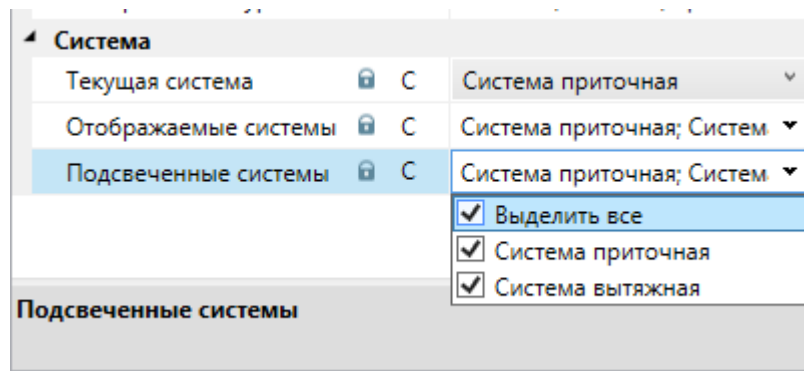 Система
Текущая система С Система приточная
Отображаемые системы С Система приточная; Систем
Подсвеченные системы С Система приточная; Систем
Выделить все
Система приточная
Система вытяжная
Подсвеченные системы